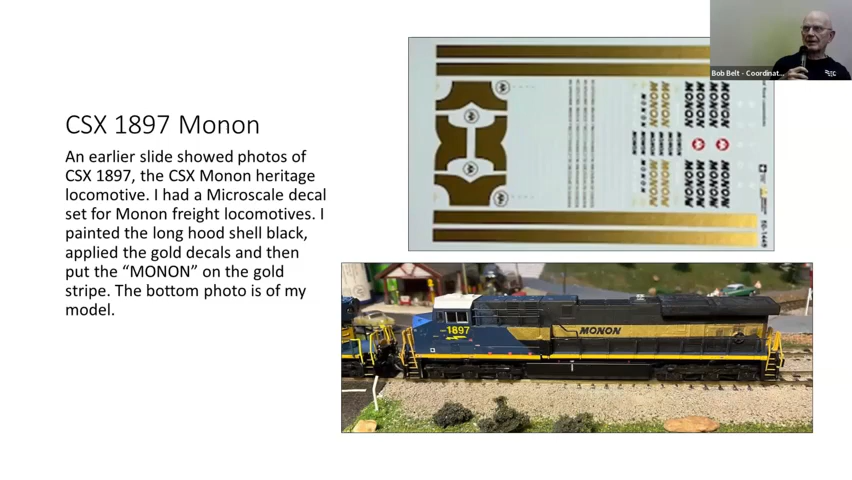 CSX 1897 Monon
An earlier slide showed photos of
CSX 1897, the CSX Monon heritage
locomotive. I had a Microscale decal
set for Monon freight locomotives. I
painted the long hood shell black,
applied the gold decals and then
put the “MONON” on the gold
stripe. The bottom photo is of my
model.
Bob Belt - Coordinat...
MONON
MONON
MONON
MONON
MONON
MONON
MONON
MONON
MONON
MONON
1897
MONON